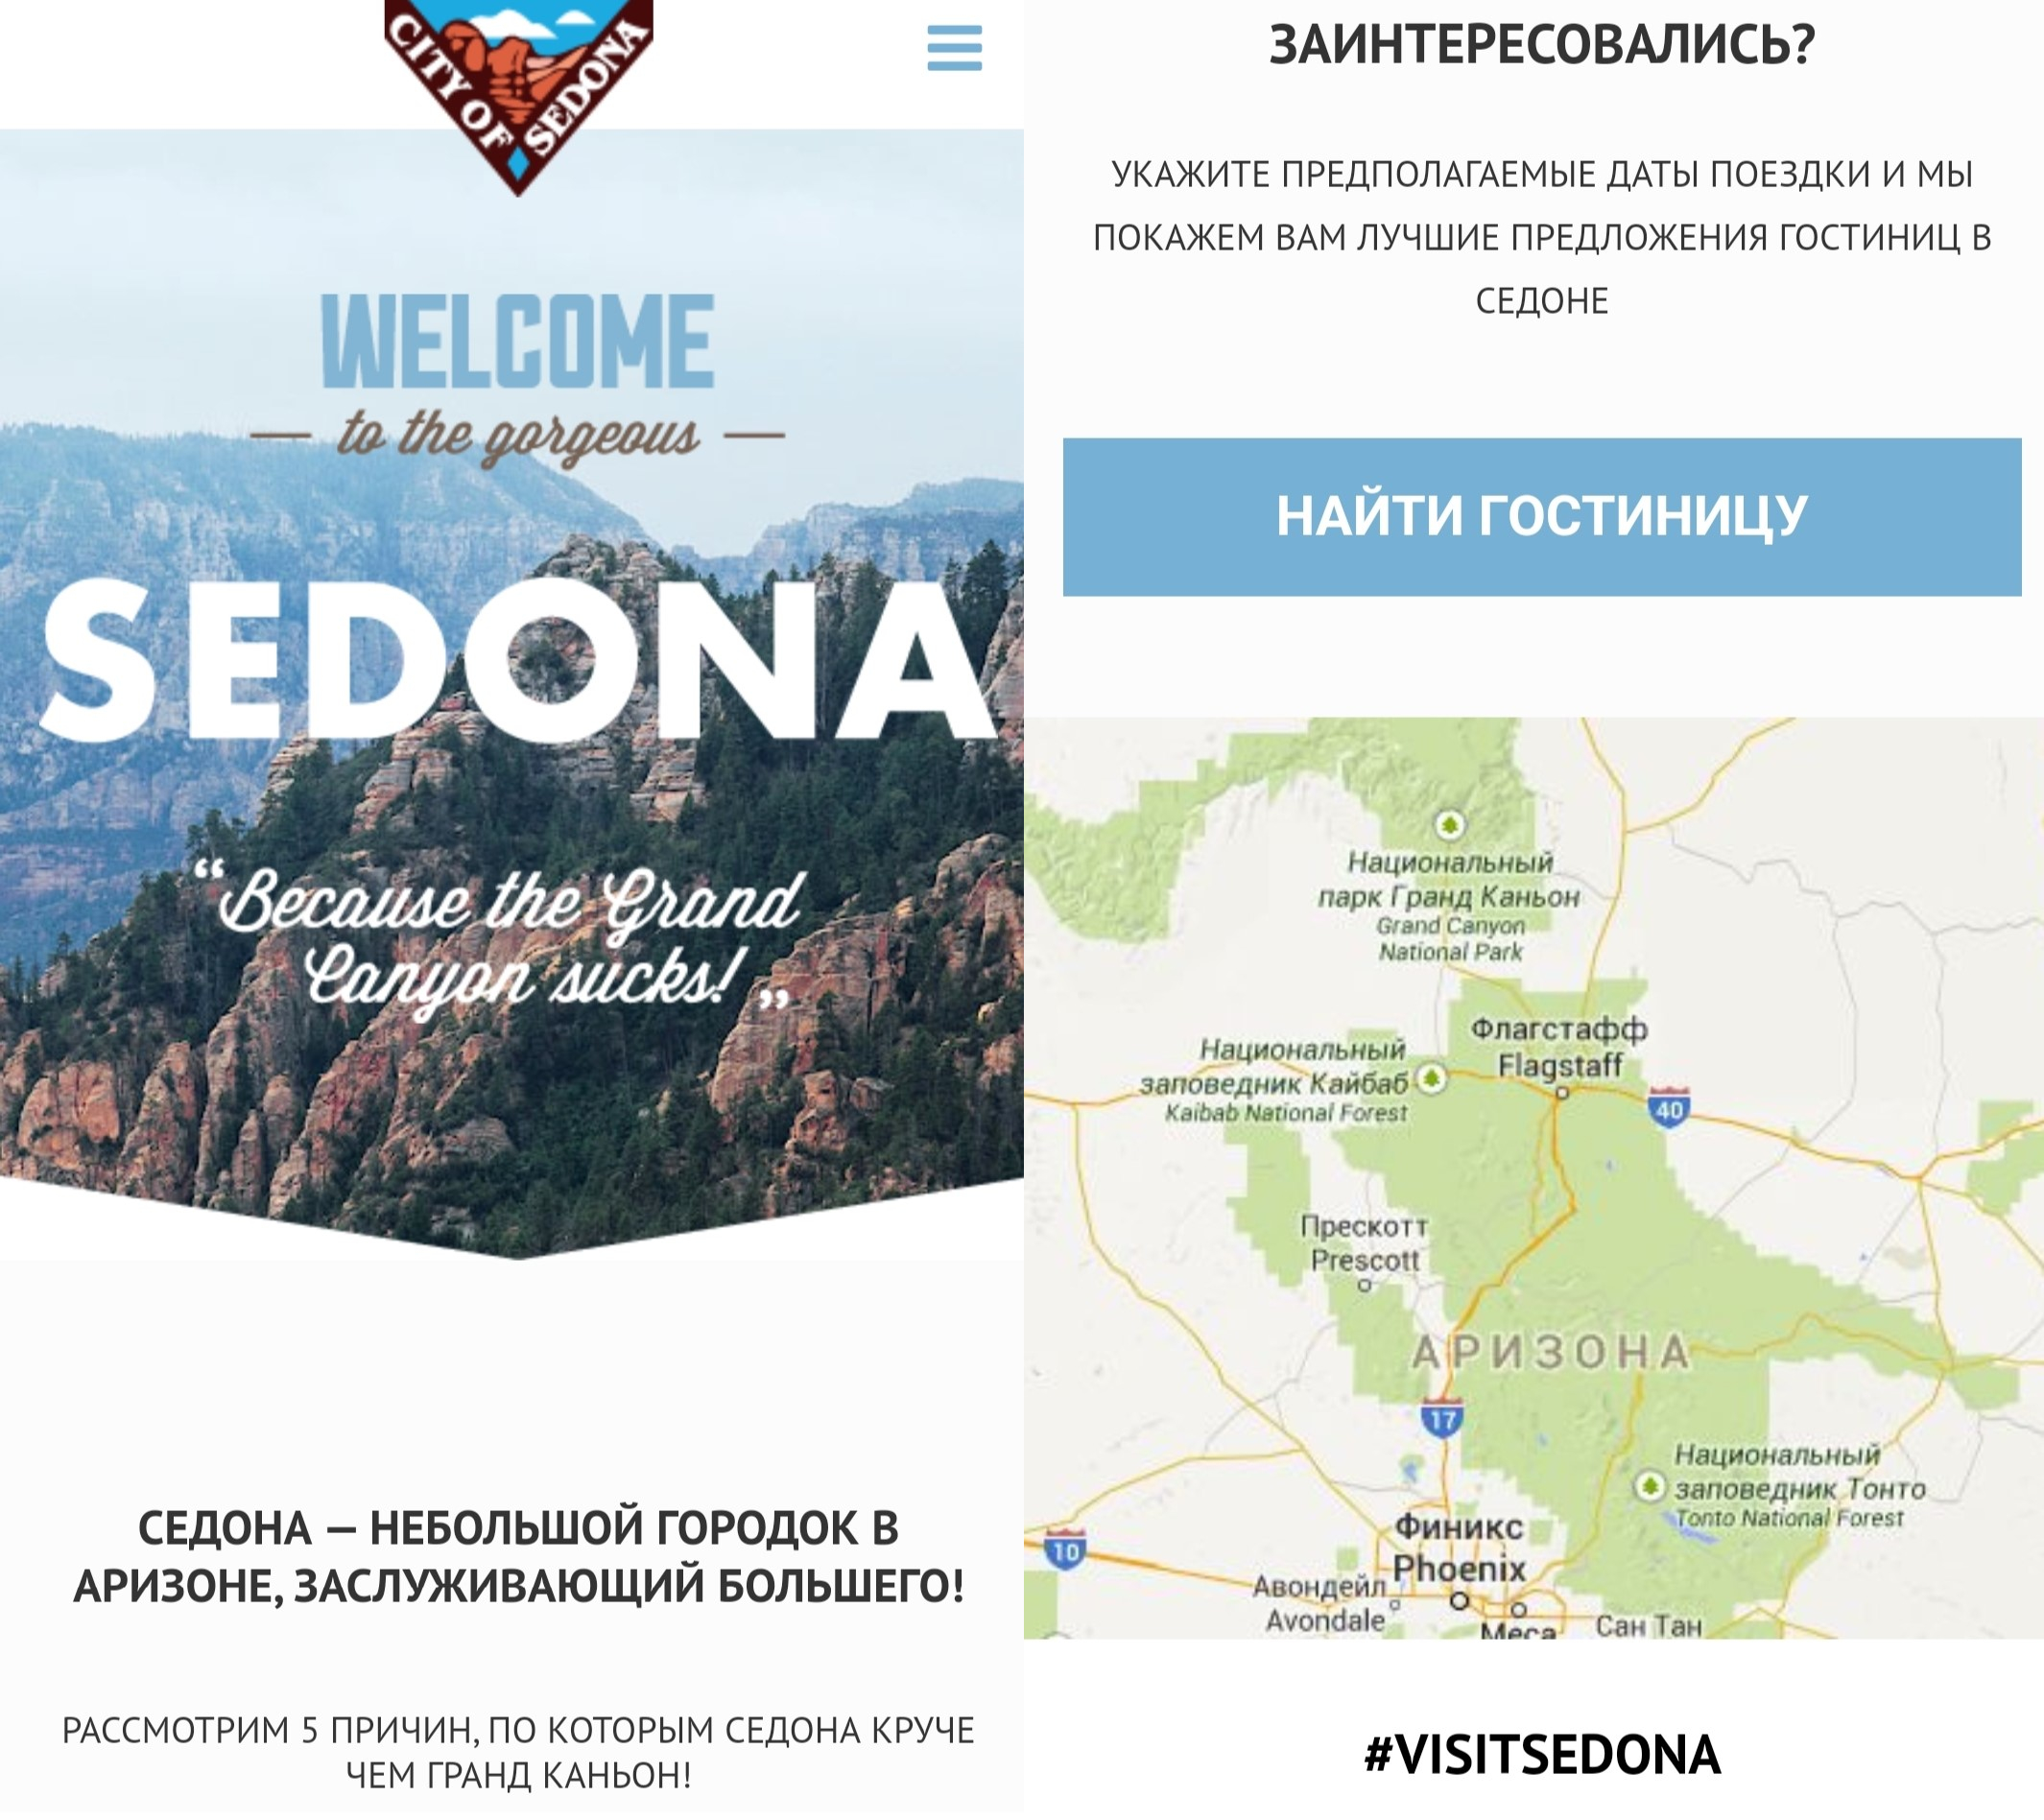 CITY OF SEDONA
WELCOME
to the gorgeous
SEDONA
“Because the Grand
Canyon sucks!”
СЕДОНА — НЕБОЛЬШОЙ ГОРОДОК В
АРИЗОНЕ, ЗАСЛУЖИВАЮЩИЙ БОЛЬШЕГО!
РАССМОТРИМ 5 ПРИЧИН, ПО КОТОРЫМ СЕДОНА КРУЧЕ
ЧЕМ ГРАНД КАНЬОН!
ЗАИНТЕРЕСОВАЛИСЬ?
УКАЖИТЕ ПРЕДПОЛАГАЕМЫЕ ДАТЫ ПОЕЗДКИ И МЫ
ПОКАЖЕМ ВАМ ЛУЧШИЕ ПРЕДЛОЖЕНИЯ ГОСТИНИЦ В
СЕДОНЕ
НАЙТИ ГОСТИНИЦУ
Национальный
парк Гранд Каньон
Grand Canyon
National Park
Флагстафф
Flagstaff
Национальный
заповедник Кайбаб
Kaibab National Forest
40
Прескотт
Prescott
АРИЗОНА
17
Национальный
заповедник Тонто
Tonto National Forest
10
Финикс
Phoenix
Авондейл
Avondale
Меса
Сан Тан
#VISITSEDONA